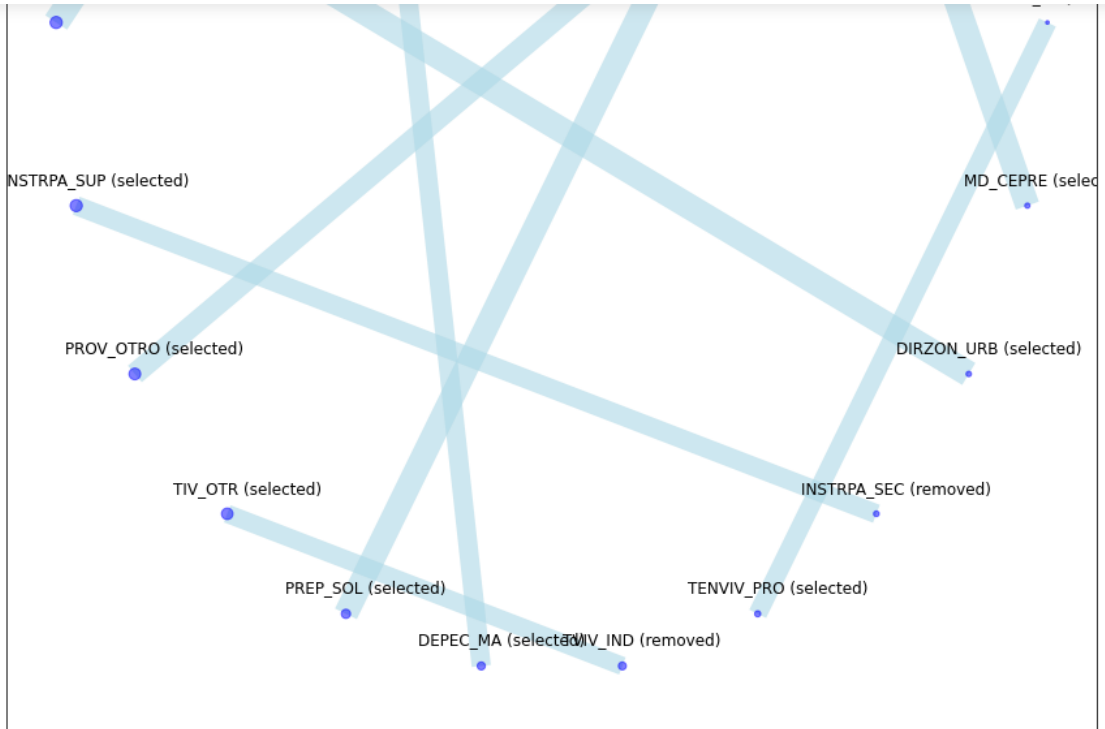 NSTRPA_SUP (selected)
MD_CEPRE (selec
PROV_OTRO (selected)
DIRZON_URB (selected)
TIV_OTR (selected)
INSTRPA_SEC (removed)
PREP_SOL (selected)
TENVIV_PRO (selected)
DEPEC_MA (selected)
(removed)